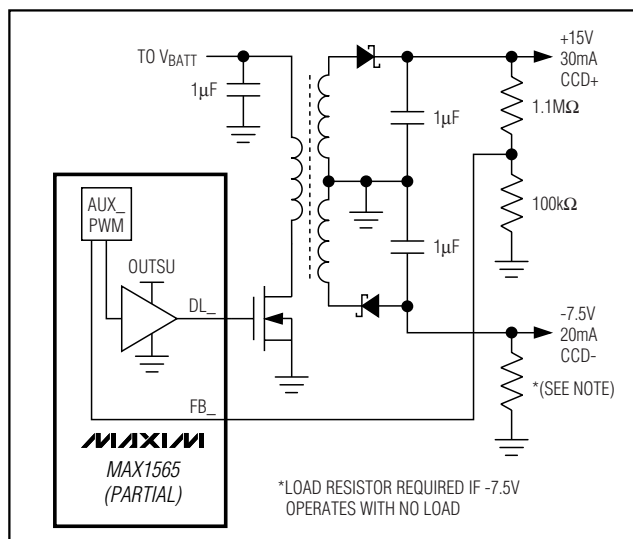 TO VBATT
1μF
+15V
30mA
CCD+
1.1MΩ
1μF
100kΩ
1μF
AUX_
PWM
OUTSU
DL_
-7.5V
20mA
CCD-
*(SEE NOTE)
FB_
MAXIM
MAX1565
(PARTIAL)
*LOAD RESISTOR REQUIRED IF -7.5V
OPERATES WITH NO LOAD